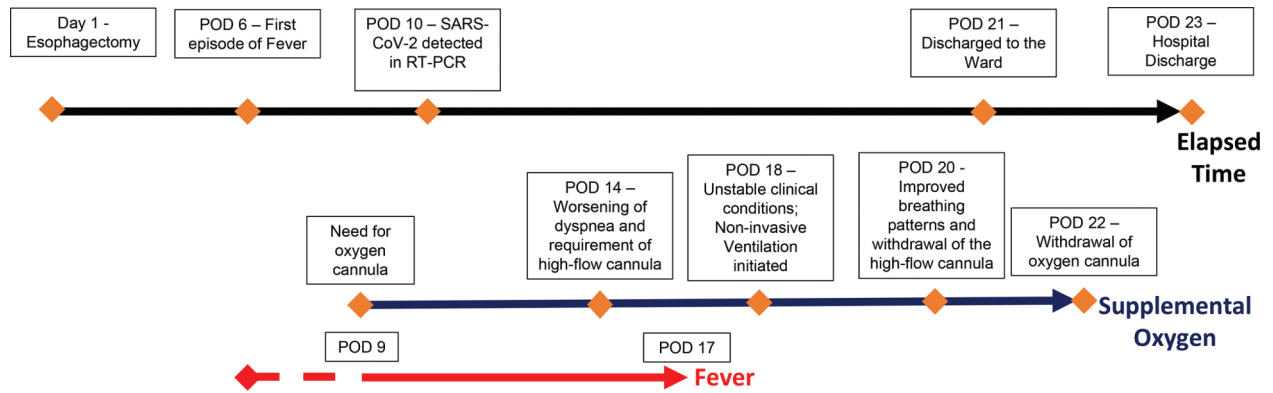 Day 1 -
Esophagectomy
POD 6 – First
episode of Fever
POD 10 – SARS-
CoV-2 detected
in RT-PCR
POD 21 –
Discharged to the
Ward
POD 23 –
Hospital
Discharge
Elapsed
Time
Need for
oxygen
cannula
POD 14 –
Worsening of
dyspnea and
requirement of
high-flow cannula
POD 18 –
Unstable clinical
conditions;
Non-invasive
Ventilation
initiated
POD 20 -
Improved
breathing
patterns and
withdrawal of the
high-flow cannula
POD 22 –
Withdrawal of
oxygen cannula
Supplemental
Oxygen
POD 9
POD 17
Fever